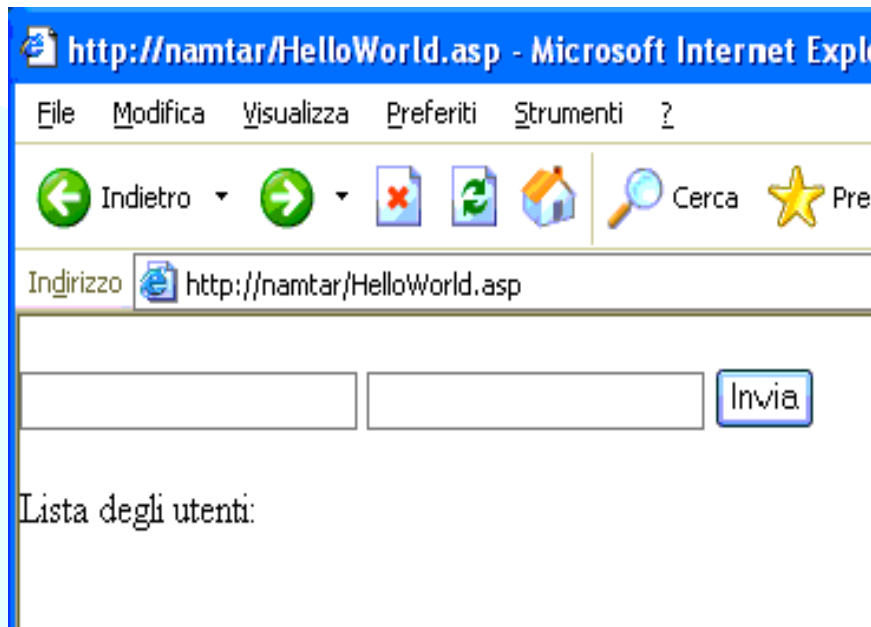 http://namtar/HelloWorld.asp - Microsoft Internet Expl
File Modifica Visualizza Preferiti Strumenti ?
Indietro Cerca Pre
Indirizzo http://namtar/HelloWorld.asp
Invia
Lista degli utenti: